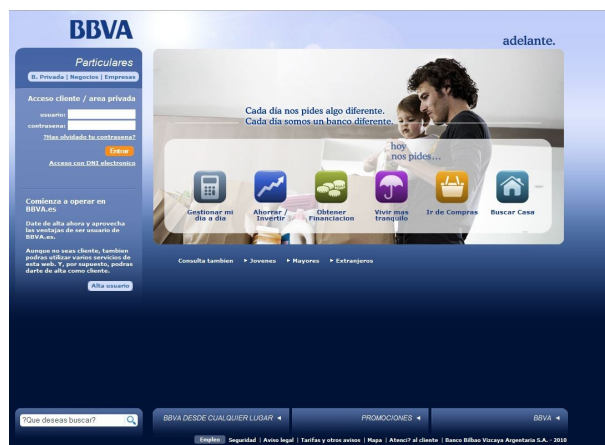 BBVA
adelante.
Particulares
B. Privada | Negocios | Empresas
Acceso cliente / area privada
usuario:
contrasena:
?Has olvidado tu contrasena?
Entrar
Acceso con DNI electronico
Comienza a operar en
BBVA.es
Date de alta ahora y aprovecha
las ventajas de ser usuario de
BBVA.es.
Aunque no seas cliente, tambien
podras utilizar varios servicios de
esta web. Y, por supuesto, podras
darte de alta como cliente.
Alta usuario
Cada día nos pides algo diferente.
Cada día somos un banco diferente.
hoy
nos pides...
Gestionar mi
dia a dia
Ahorrar /
Invertir
Obtener
Financiacion
Vivir mas
tranquilo
Ir de Compras
Buscar Casa
Consulta tambien
Jovenes
Mayores
Extranjeros
?Que deseas buscar?
BBVA DESDE CUALQUIER LUGAR
PROMOCIONES
BBVA
Empleo Seguridad | Aviso legal | Tarifas y otros avisos | Mapa | Atenci? al cliente | Banco Bilbao Vizcaya Argentaria S.A. - 2010